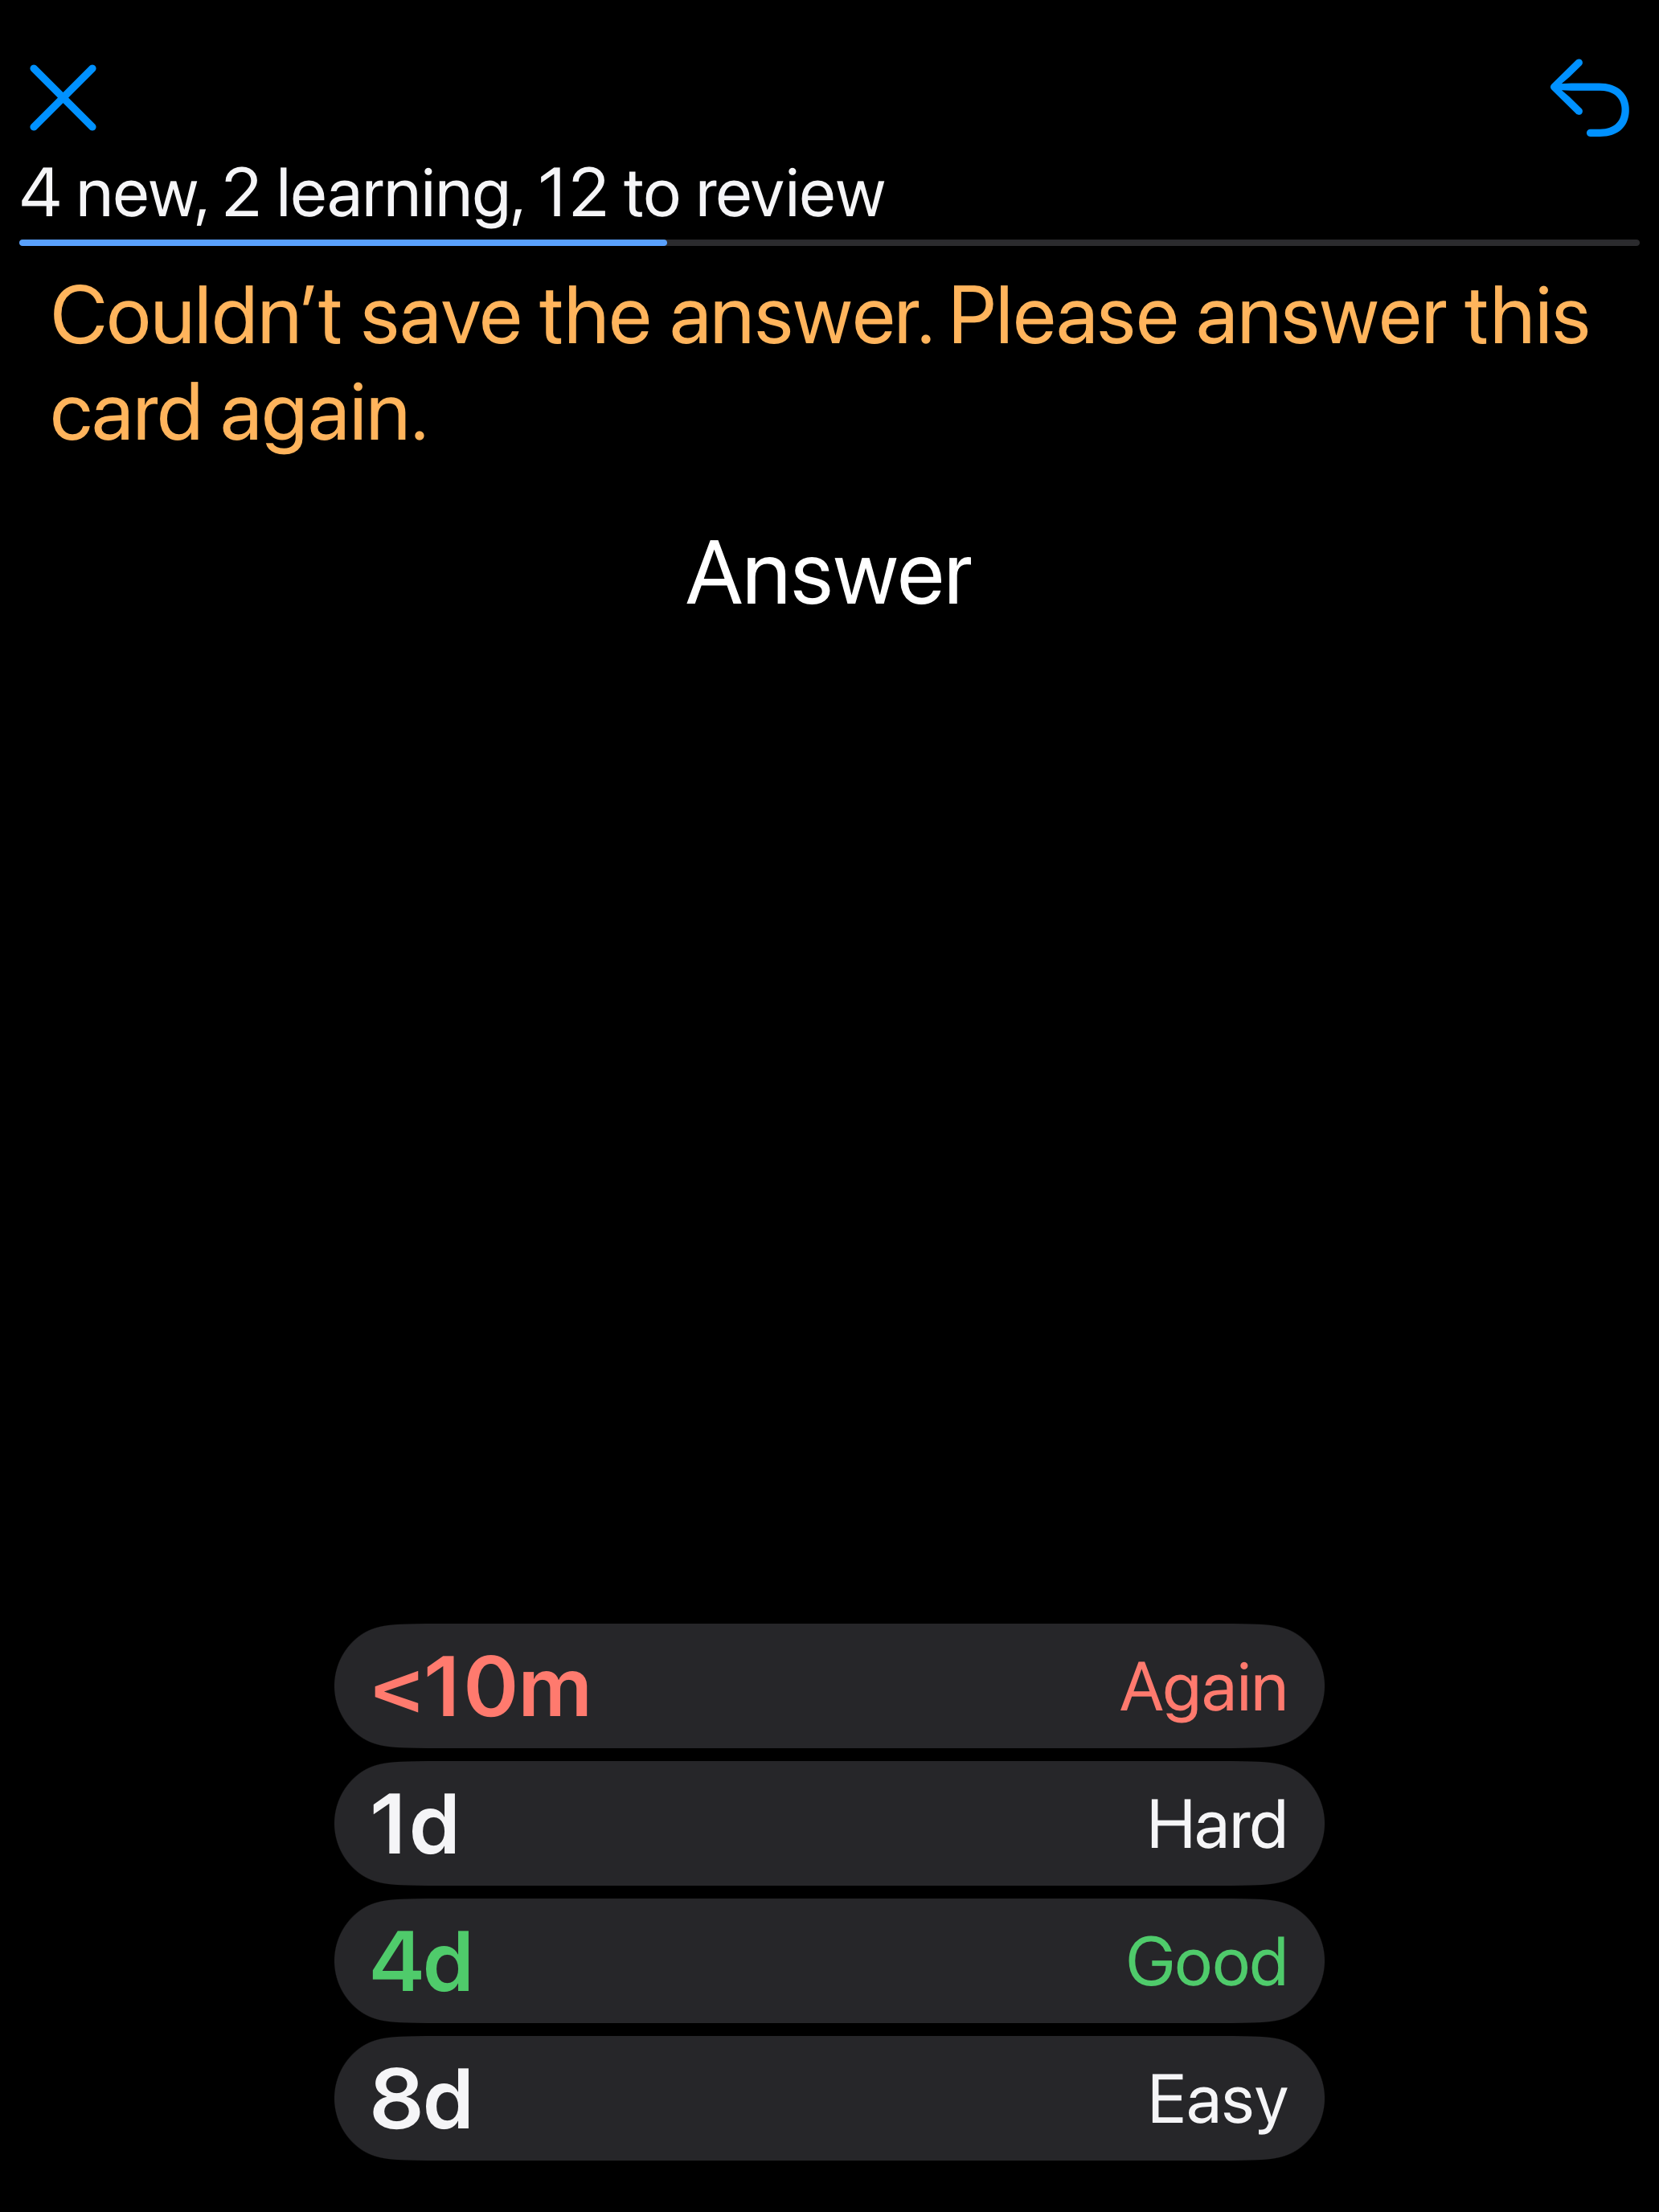 4 new, 2 learning, 12 to review
Couldn’t save the answer. Please answer this
card again.
Answer
<10m Again
1d Hard
4d Good
8d Easy